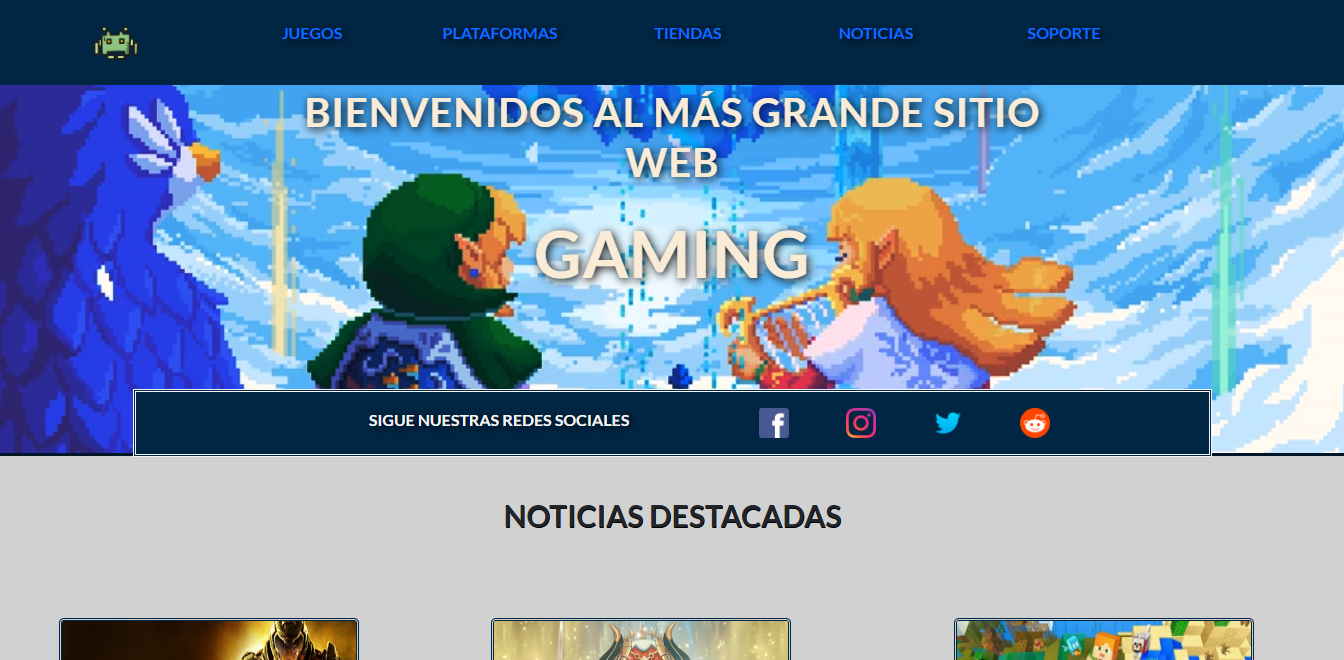 JUEGOS PLATAFORMAS TIENDAS NOTICIAS SOPORTE
BIENVENIDOS AL MÁS GRANDE SITIO
WEB
GAMING
SIGUE NUESTRAS REDES SOCIALES
NOTICIAS DESTACADAS